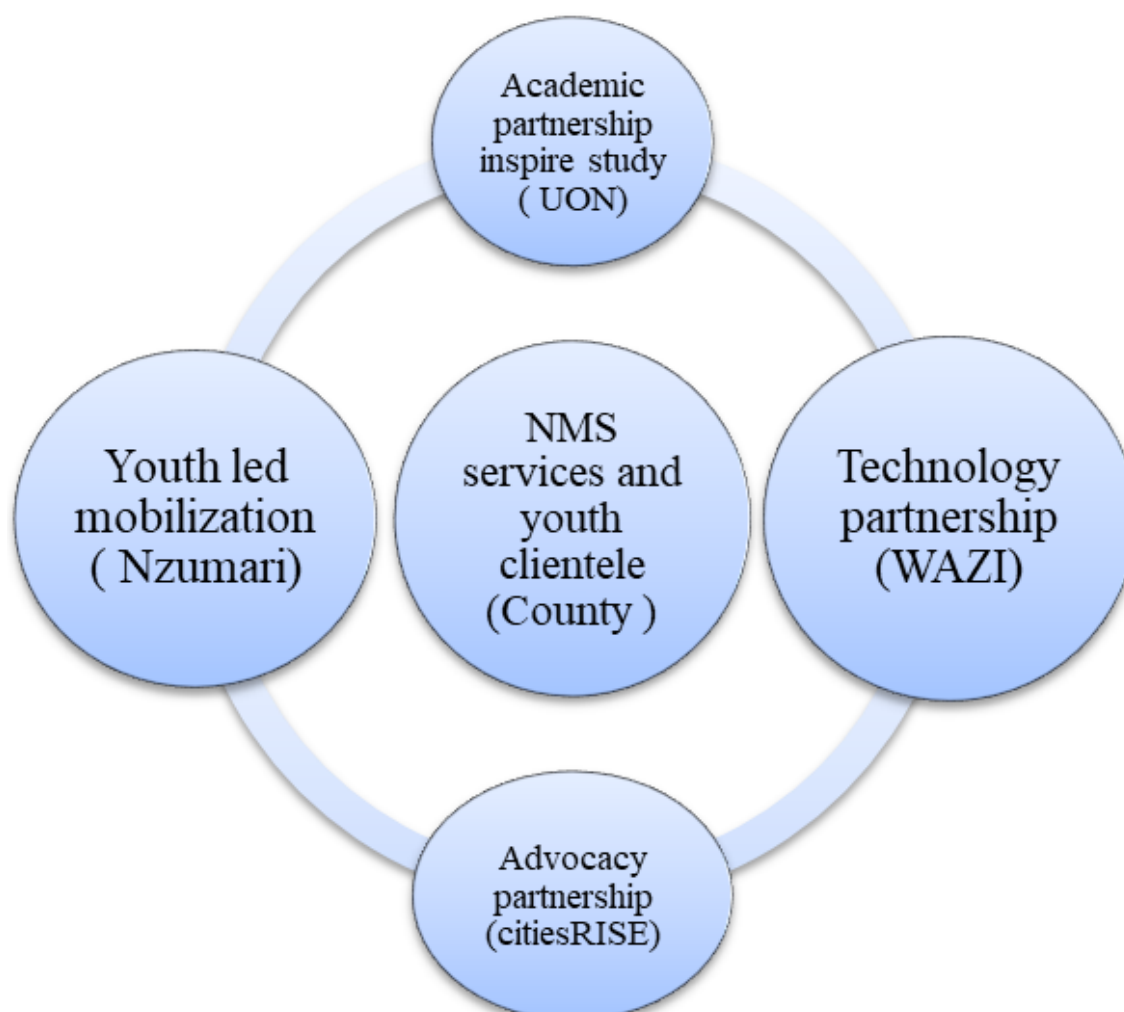 Academic
partnership
inspire study
( UON)
Youth led
mobilization
( Nzumari)
NMS
services and
youth
clientele
(County )
Technology
partnership
(WAZI)
Advocacy
partnership
(citiesRISE)